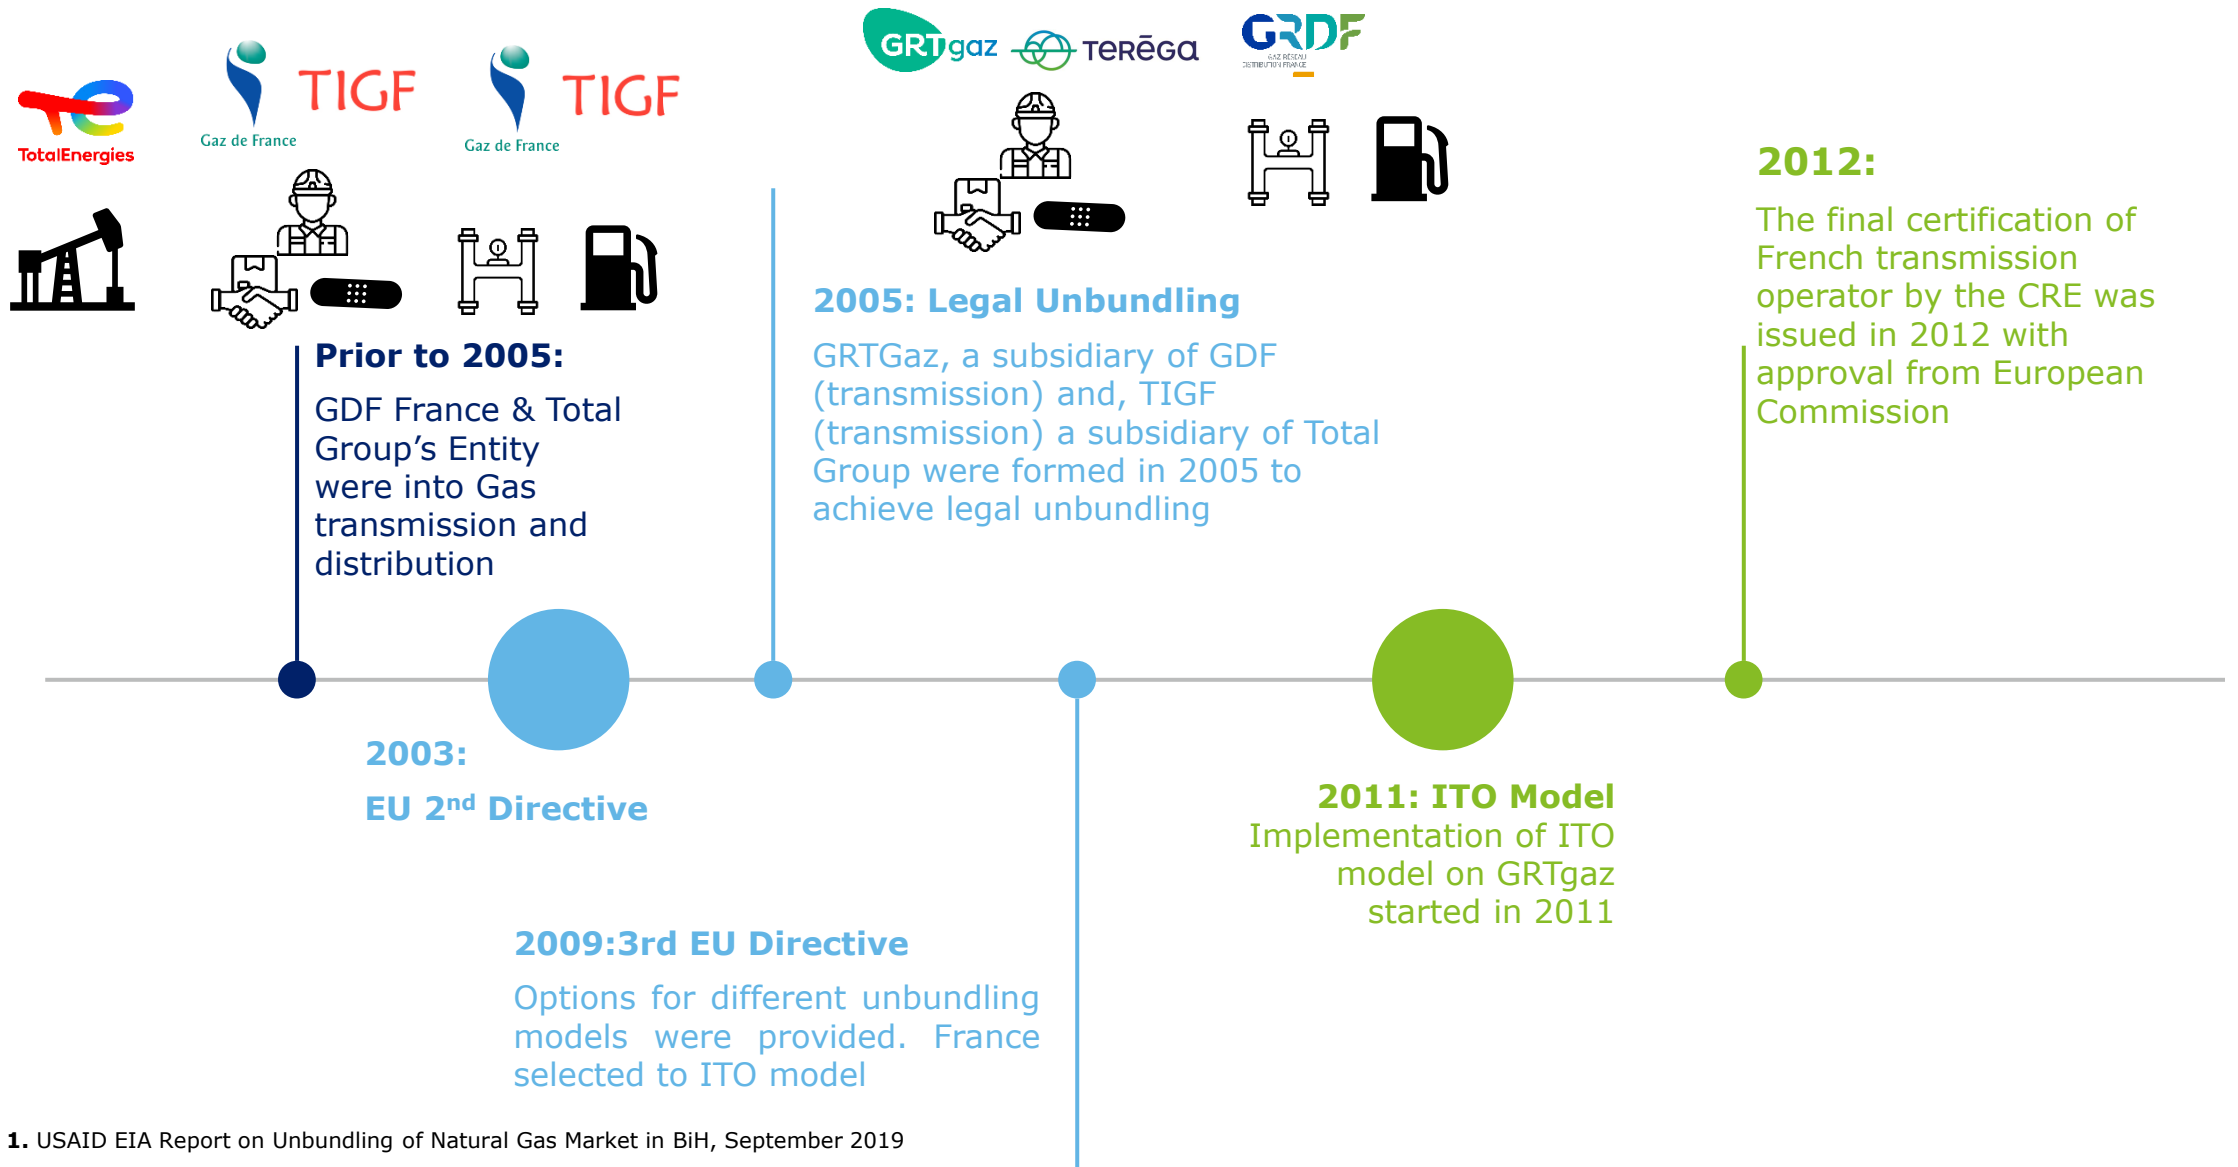 TotalEnergies
Gaz de France
TIGF
Gaz de France
TIGF
GRTgaz
TERĒGA
GRDF
GAZ RÉSEAU
DISTRIBUTION FRANCE
Prior to 2005:
GDF France & Total
Group’s Entity
were into Gas
transmission and
distribution
2003:
EU 2nd Directive
2005: Legal Unbundling
GRTGaz, a subsidiary of GDF
(transmission) and, TIGF
(transmission) a subsidiary of Total
Group were formed in 2005 to
achieve legal unbundling
2009:3rd EU Directive
Options for different unbundling
models were provided. France
selected to ITO model
2011: ITO Model
Implementation of ITO
model on GRTgaz
started in 2011
2012:
The final certification of
French transmission
operator by the CRE was
issued in 2012 with
approval from European
Commission
1. USAID EIA Report on Unbundling of Natural Gas Market in BiH, September 2019